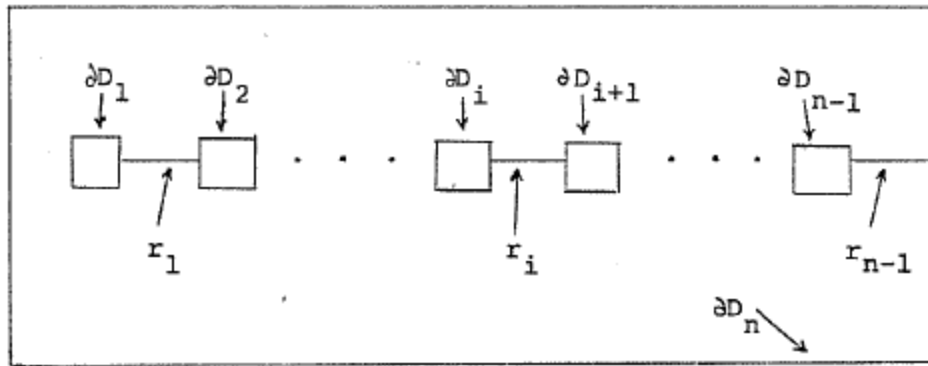 ∂D₁ ∂D₂ ∂Dᵢ ∂Dᵢ₊₁ ∂Dₙ₋₁
r₁ rᵢ rₙ₋₁
∂Dₙ